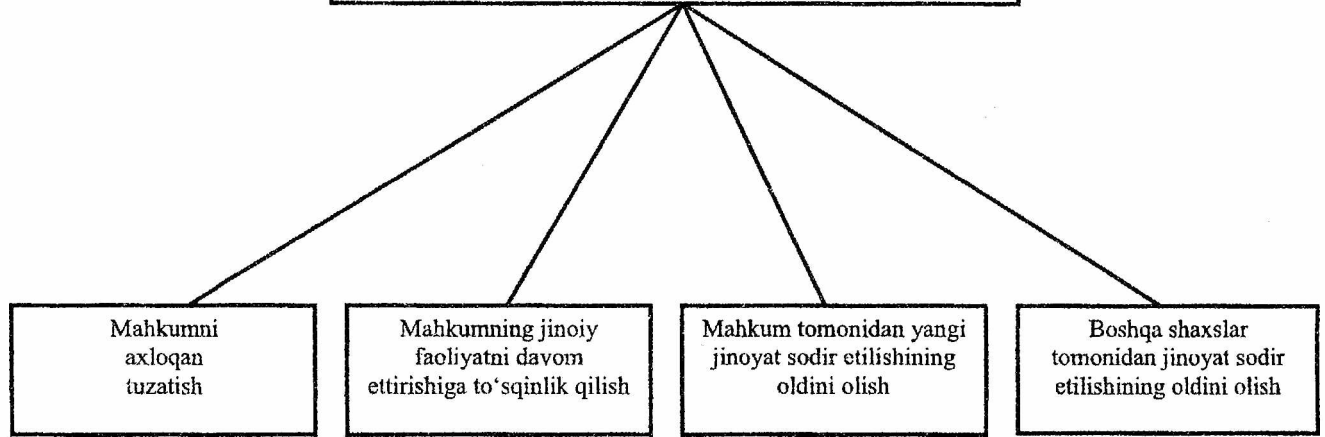 Mahkumni
axloqan
tuzatish
Mahkumning jinoiy
faoliyatni davom
ettirishiga to‘sqinlik qilish
Mahkum tomonidan yangi
jinoyat sodir etilishining
oldini olish
Boshqa shaxslar
tomonidan jinoyat sodir
etilishining oldini olish